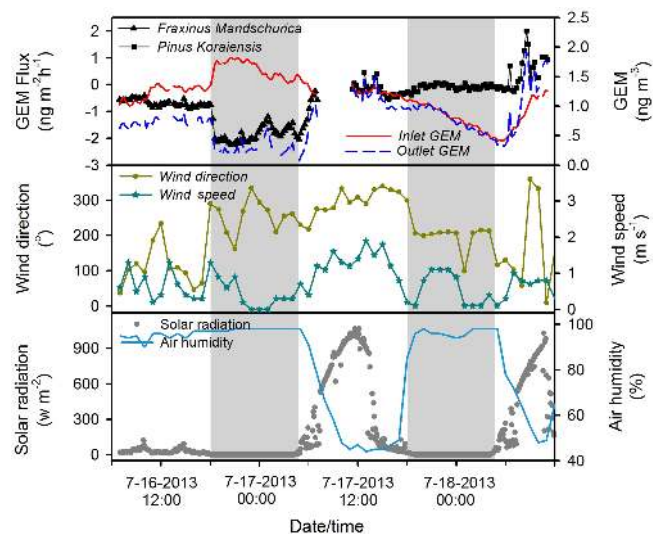 Fraxinus Mandschurica
Pinus Koraiensis
GEM Flux
(ng m-2h-1)
2
1
0
-1
-2
-3
2.5
2.0
1.5
1.0
.5
0.0
GEM
(ng m-3)
Inlet GEM
Outlet GEM
Wind direction
Wind speed
Wind direction
(°)
300
200
100
0
4
3
2
1
0
Wind speed
(m s-1)
Solar radiation
Air humidity
Solar radiation
(w m-2)
900
600
300
0
100
80
60
40
Air humidity
(%)
7-16-2013 7-17-2013 7-17-2013 7-18-2013
12:00 00:00 12:00 00:00
Date/time